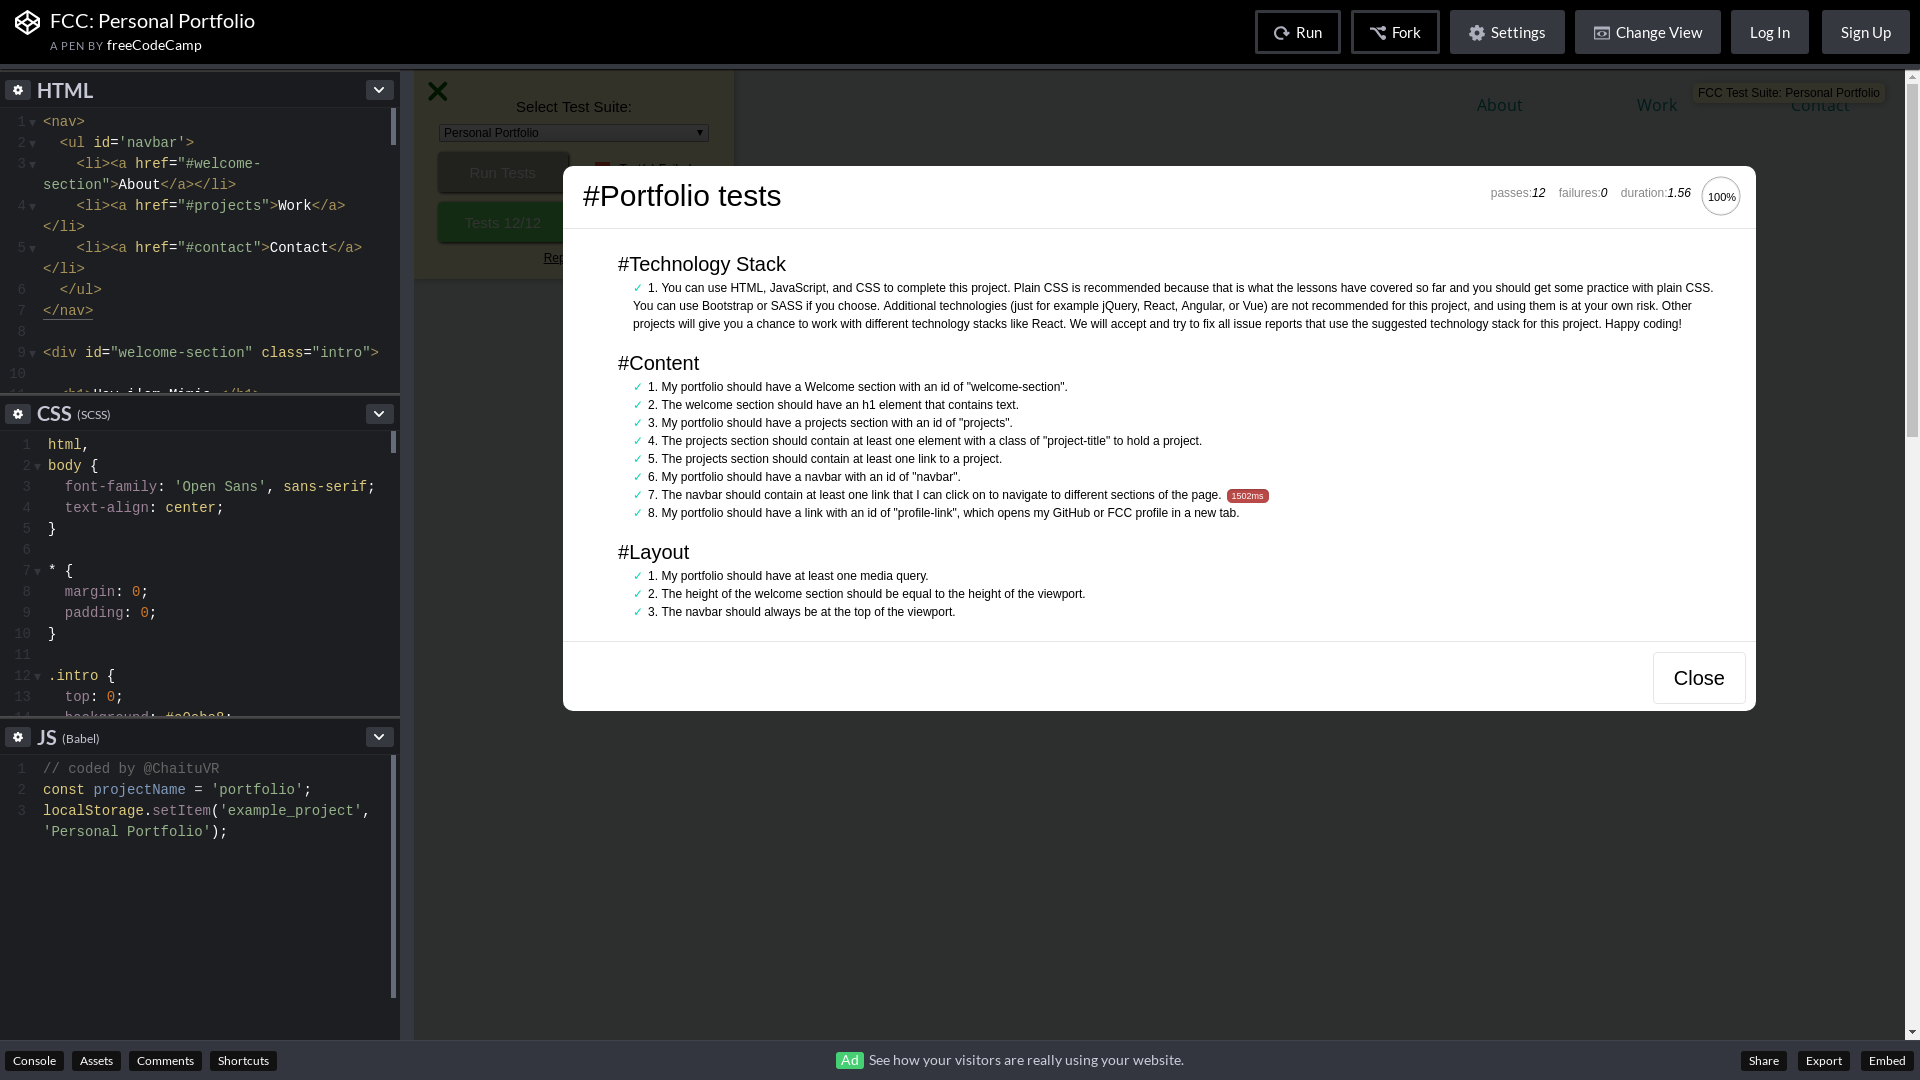 FCC: Personal Portfolio
A PEN BY freeCodeCamp
Run
Fork
Settings
Change View
Log In
Sign Up
HTML
1 <nav>
2 <ul id='navbar'>
3 <li><a href="#welcome-
section">About</a></li>
4 <li><a href="#projects">Work</a>
</li>
5 <li><a href="#contact">Contact</a>
</li>
6 </ul>
7 </nav>
8
9 <div id="welcome-section" class="intro">
10
CSS (SCSS)
1 html,
2 body {
3 font-family: 'Open Sans', sans-serif;
4 text-align: center;
5 }
6
7 * {
8 margin: 0;
9 padding: 0;
10 }
11
12 .intro {
13 top: 0;
JS (Babel)
1 // coded by @ChaituVR
2 const projectName = 'portfolio';
3 localStorage.setItem('example_project',
'Personal Portfolio');
Select Test Suite:
Personal Portfolio
Run Tests
Tests 12/12
About
Work
Contact
FCC Test Suite: Personal Portfolio
#Portfolio tests
passes:12 failures:0 duration:1.56 100%
#Technology Stack
✓ 1. You can use HTML, JavaScript, and CSS to complete this project. Plain CSS is recommended because that is what the lessons have covered so far and you should get some practice with plain CSS.
You can use Bootstrap or SASS if you choose. Additional technologies (just for example jQuery, React, Angular, or Vue) are not recommended for this project, and using them is at your own risk. Other
projects will give you a chance to work with different technology stacks like React. We will accept and try to fix all issue reports that use the suggested technology stack for this project. Happy coding!
#Content
✓ 1. My portfolio should have a Welcome section with an id of "welcome-section".
✓ 2. The welcome section should have an h1 element that contains text.
✓ 3. My portfolio should have a projects section with an id of "projects".
✓ 4. The projects section should contain at least one element with a class of "project-title" to hold a project.
✓ 5. The projects section should contain at least one link to a project.
✓ 6. My portfolio should have a navbar with an id of "navbar".
✓ 7. The navbar should contain at least one link that I can click on to navigate to different sections of the page. 1502ms
✓ 8. My portfolio should have a link with an id of "profile-link", which opens my GitHub or FCC profile in a new tab.
#Layout
✓ 1. My portfolio should have at least one media query.
✓ 2. The height of the welcome section should be equal to the height of the viewport.
✓ 3. The navbar should always be at the top of the viewport.
Close
Console
Assets
Comments
Shortcuts
Ad See how your visitors are really using your website.
Share
Export
Embed